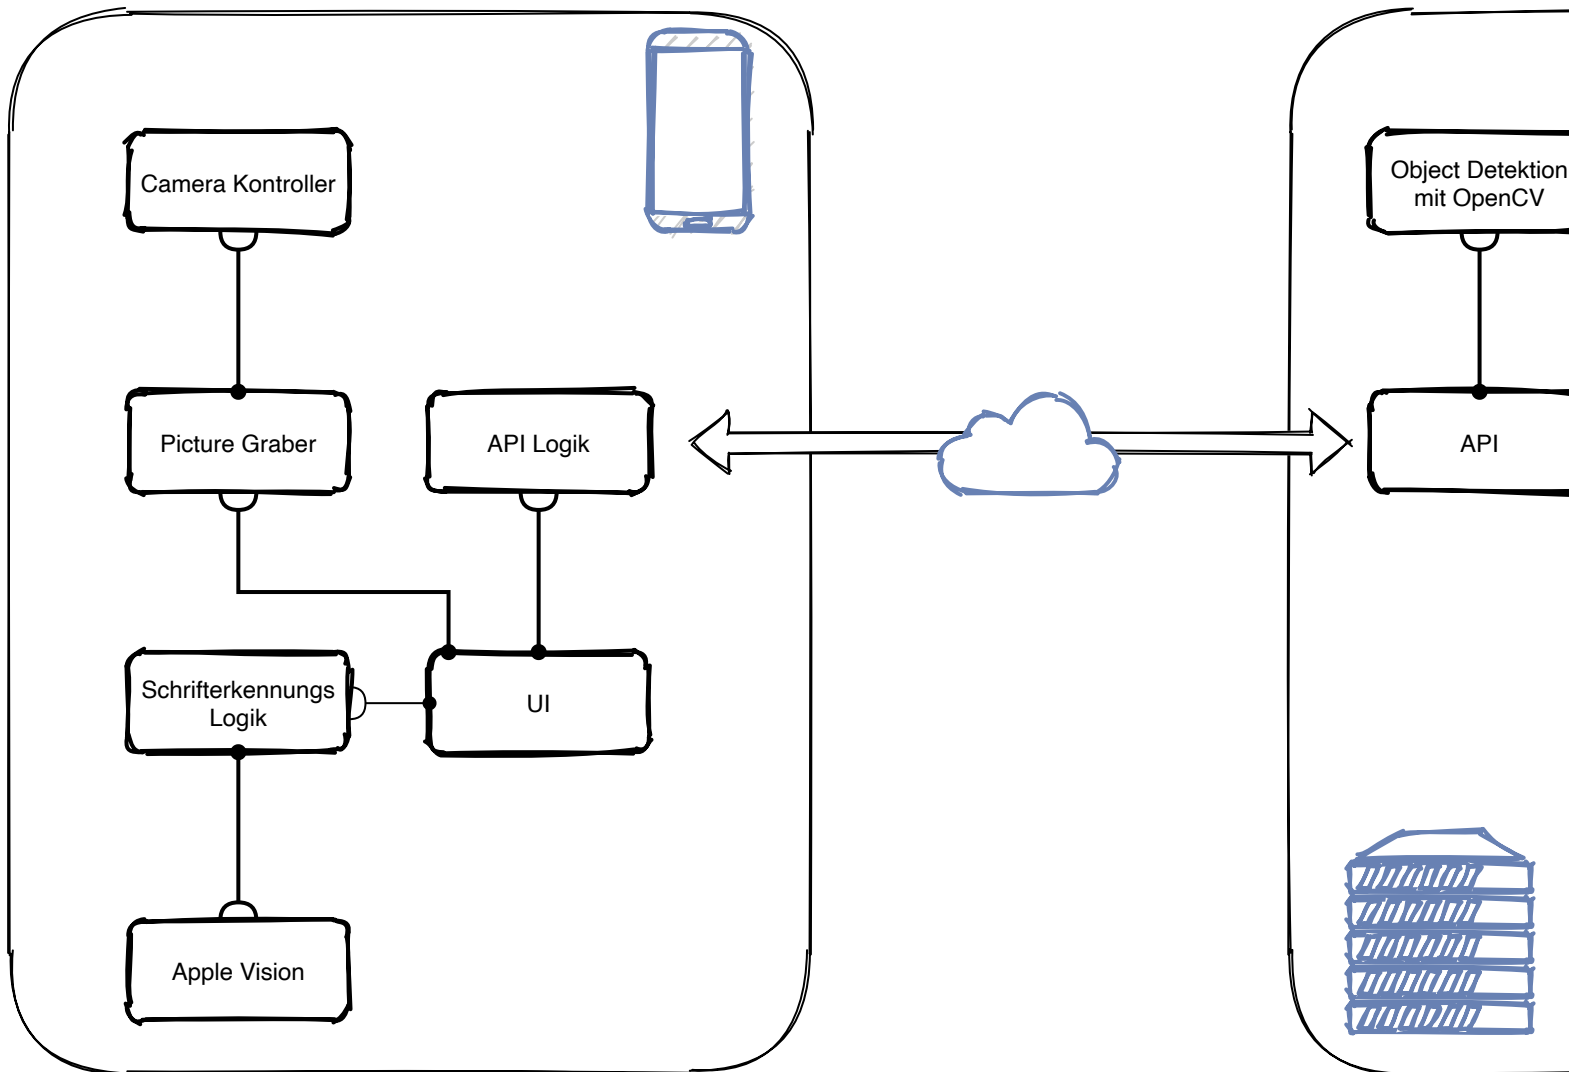 Camera Kontroller
Object Detektion
mit OpenCV
Picture Graber
API Logik
API
Schrifterkennungs
Logik
UI
Apple Vision